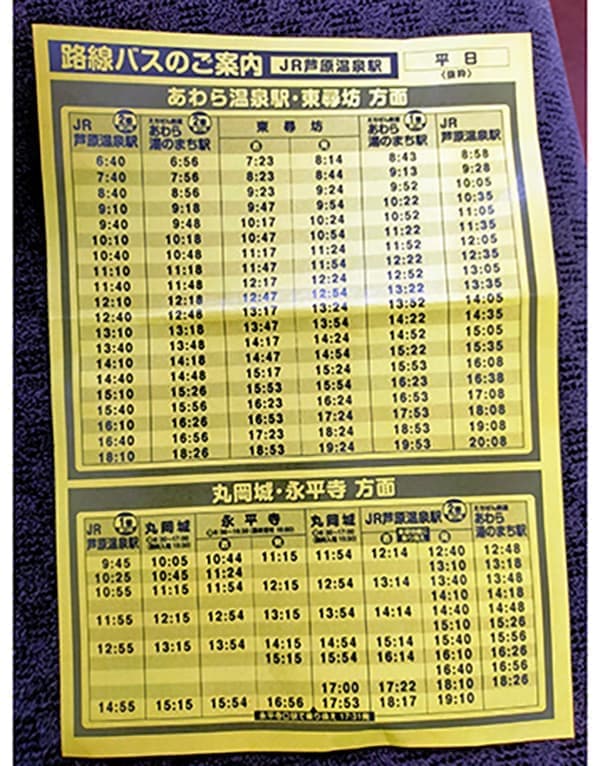 路線バスのご案内 JR芦原温泉駅 平日
(抜粋)
あわら温泉駅・東尋坊 方面
JR 芦原温泉駅 えちぜん鉄道 あわら湯のまち駅 東尋坊 えちぜん鉄道 あわら湯のまち駅 JR 芦原温泉駅
着 発
6:40 6:56 7:23 8:14 8:43 8:58
7:40 7:56 8:23 8:44 9:13 9:28
8:40 8:56 9:23 9:24 9:52 10:05
9:10 9:18 9:47 9:54 10:22 10:35
9:40 9:48 10:17 10:24 10:52 11:05
10:10 10:18 10:47 10:54 11:22 11:35
10:40 10:48 11:17 11:24 11:52 12:05
11:10 11:18 11:47 11:54 12:22 12:35
11:40 11:48 12:17 12:24 12:52 13:05
12:10 12:18 12:47 12:54 13:22 13:35
12:40 12:48 13:17 13:24 13:52 14:05
13:10 13:18 13:47 13:54 14:22 14:35
13:40 13:48 14:17 14:24 14:52 15:05
14:10 14:18 14:47 14:54 15:22 15:35
14:40 14:48 15:17 15:24 15:52 16:08
15:10 15:26 15:53 15:54 16:23 16:38
15:40 15:56 16:23 16:24 16:53 17:08
16:10 16:26 16:53 17:24 17:53 18:08
16:40 16:56 17:23 18:24 18:53 19:08
18:10 18:26 18:53 19:24 19:53 20:08
丸岡城・永平寺 方面
JR 芦原温泉駅 丸岡城 永平寺 丸岡城 JR芦原温泉駅 えちぜん鉄道 あわら湯のまち駅
9:45 10:05 10:44 11:15 11:54 12:14 12:40 12:48
10:25 10:45 11:24 13:10 13:18
10:55 11:15 11:54 12:15 12:54 13:14 13:40 13:48
14:10 14:18
11:55 12:15 12:54 13:15 13:54 14:14 14:40 14:48
15:10 15:26
12:55 13:15 13:54 14:15 14:54 15:14 15:40 15:56
15:15 15:54 16:14 16:10 16:26
16:40 16:56
17:00 17:22 18:10 18:26
14:55 15:15 15:54 16:56 17:53 18:17 19:10